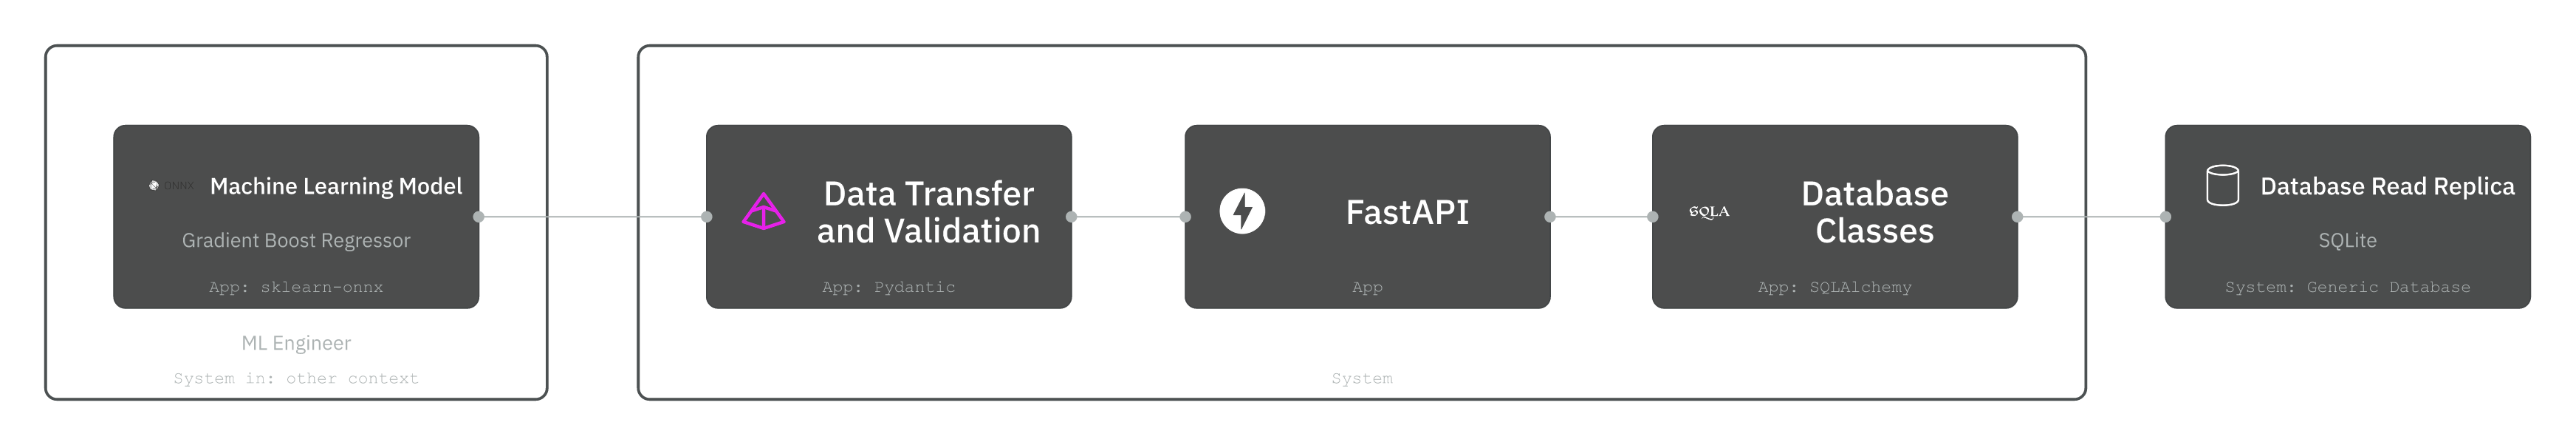 ONNX
Machine Learning Model
Gradient Boost Regressor
App: sklearn-onnx
ML Engineer
System in: other context
Data Transfer
and Validation
App: Pydantic
FastAPI
App
SQLA
Database
Classes
App: SQLAlchemy
System
Database Read Replica
SQLite
System: Generic Database